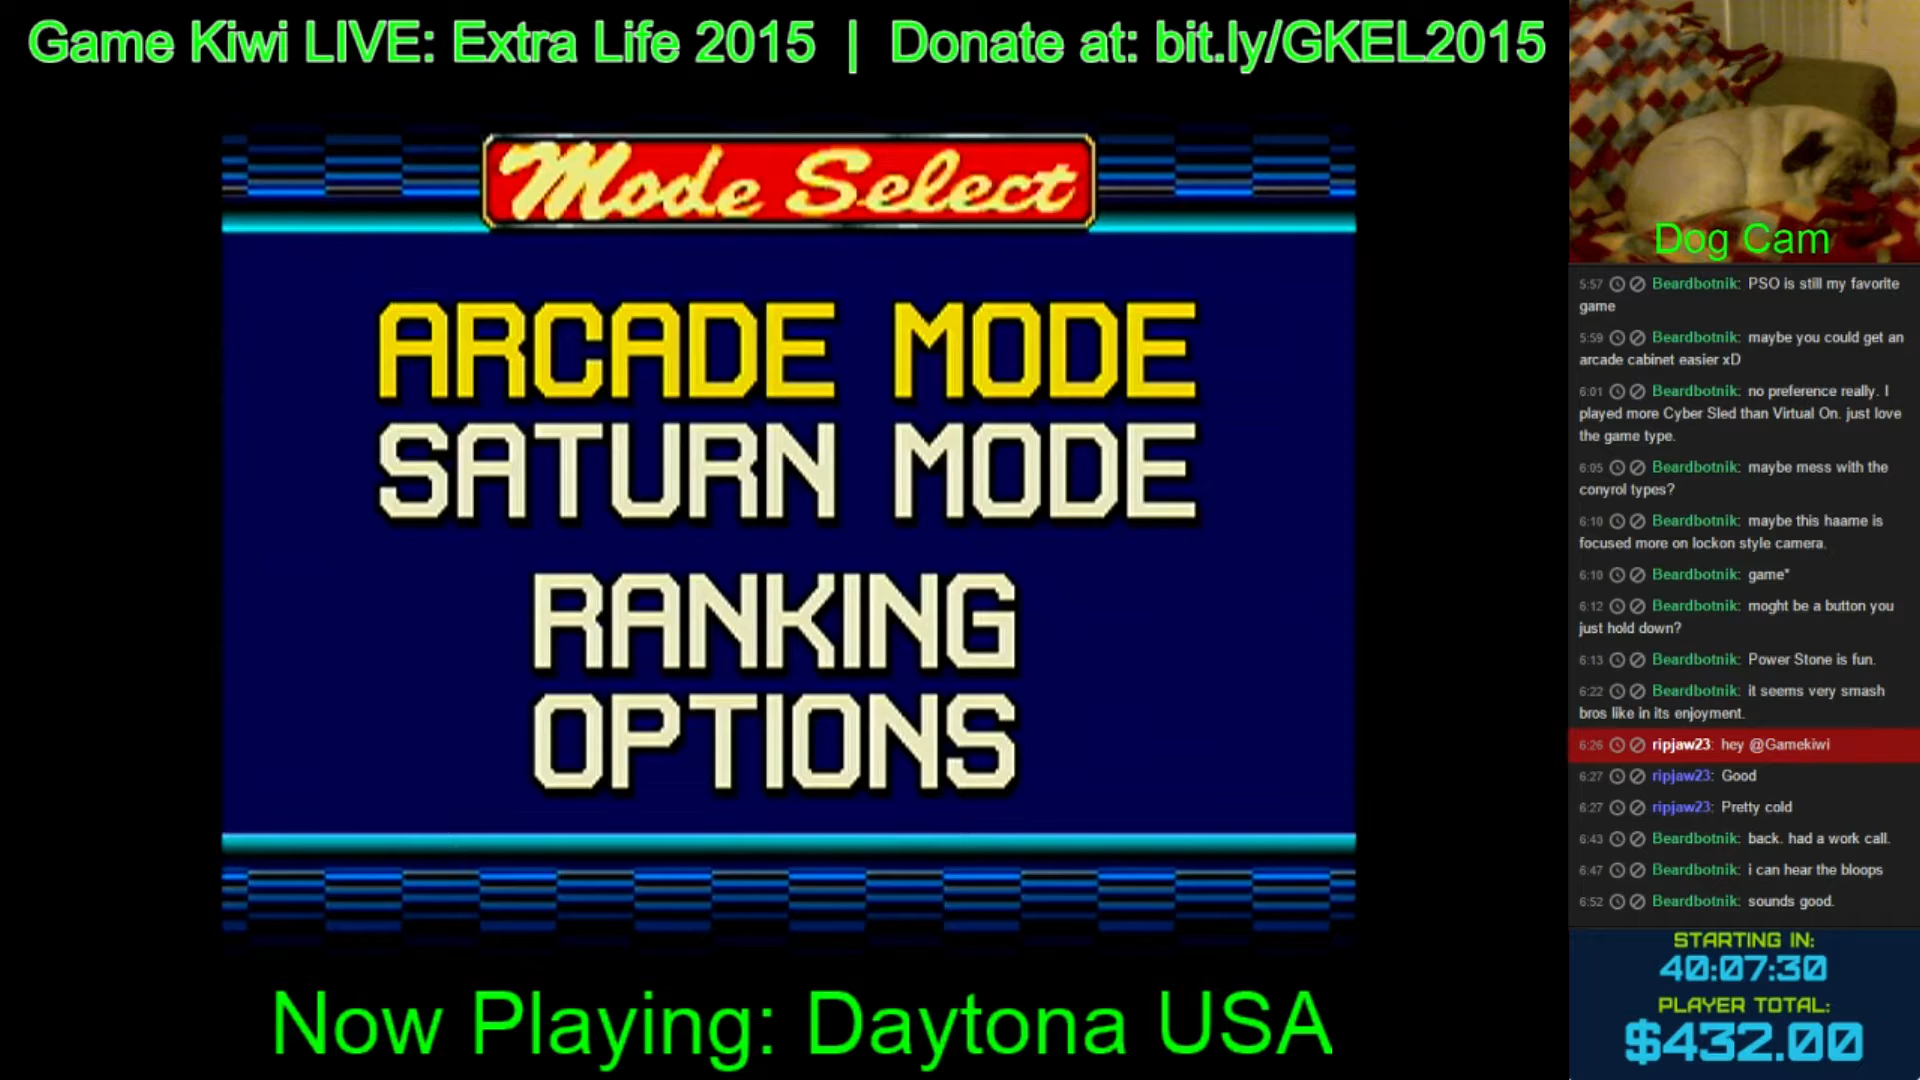 Game Kiwi LIVE: Extra Life 2015 | Donate at: bit.ly/GKEL2015
Mode Select
ARCADE MODE
SATURN MODE
RANKING
OPTIONS
Now Playing: Daytona USA
Dog Cam
5:57 Beardbotnik: PSO is still my favorite
game
5:59 Beardbotnik: maybe you could get an
arcade cabinet easier xD
6:01 Beardbotnik: no preference really. I
played more Cyber Sled than Virtual On. just love
the game type.
6:05 Beardbotnik: maybe mess with the
conyrol types?
6:10 Beardbotnik: maybe this haame is
focused more on lockon style camera.
6:10 Beardbotnik: game*
6:12 Beardbotnik: moght be a button you
just hold down?
6:13 Beardbotnik: Power Stone is fun.
6:22 Beardbotnik: it seems very smash
bros like in its enjoyment.
6:26 ripjaw23: hey @Gamekiwi
6:27 ripjaw23: Good
6:27 ripjaw23: Pretty cold
6:43 Beardbotnik: back. had a work call.
6:47 Beardbotnik: i can hear the bloops
6:52 Beardbotnik: sounds good.
STARTING IN:
40:07:30
PLAYER TOTAL:
$432.00